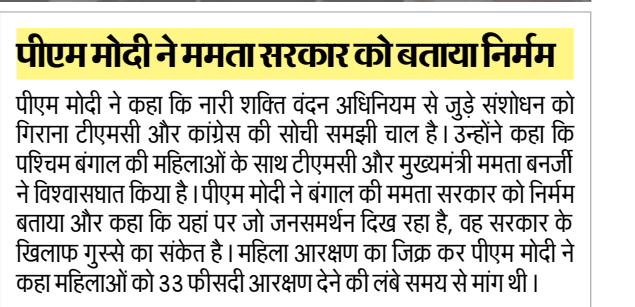 पीएम मोदी ने ममता सरकार को बताया निर्मम
पीएम मोदी ने कहा कि नारी शक्ति वंदन अधिनियम से जुड़े संशोधन को
गिराना टीएमसी और कांग्रेस की सोची समझी चाल है। उन्होंने कहा कि
पश्चिम बंगाल की महिलाओं के साथ टीएमसी और मुख्यमंत्री ममता बनर्जी
ने विश्वासघात किया है। पीएम मोदी ने बंगाल की ममता सरकार को निर्मम
बताया और कहा कि यहां पर जो जनसमर्थन दिख रहा है, वह सरकार के
खिलाफ गुस्से का संकेत है। महिला आरक्षण का जिक्र कर पीएम मोदी ने
कहा महिलाओं को 33 फीसदी आरक्षण देने की लंबे समय से मांग थी।